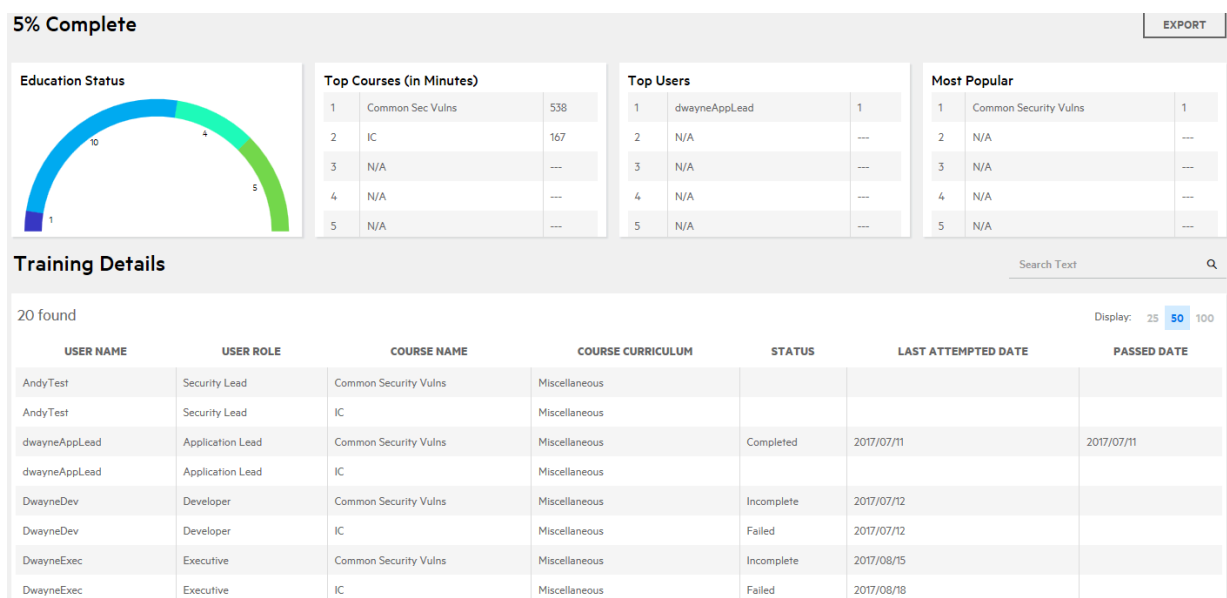 5% Complete
EXPORT
Education Status
10
4
5
1
Top Courses (in Minutes)
1 Common Sec Vulns 538
2 IC 167
3 N/A ---
4 N/A ---
5 N/A ---
Top Users
1 dwayneAppLead 1
2 N/A ---
3 N/A ---
4 N/A ---
5 N/A ---
Most Popular
1 Common Security Vulns 1
2 N/A ---
3 N/A ---
4 N/A ---
5 N/A ---
Training Details
Search Text
20 found
Display: 25 50 100
USER NAME USER ROLE COURSE NAME COURSE CURRICULUM STATUS LAST ATTEMPTED DATE PASSED DATE
AndyTest Security Lead Common Security Vulns Miscellaneous
AndyTest Security Lead IC Miscellaneous
dwayneAppLead Application Lead Common Security Vulns Miscellaneous Completed 2017/07/11 2017/07/11
dwayneAppLead Application Lead IC Miscellaneous
DwayneDev Developer Common Security Vulns Miscellaneous Incomplete 2017/07/12
DwayneDev Developer IC Miscellaneous Failed 2017/07/12
DwayneExec Executive Common Security Vulns Miscellaneous Incomplete 2017/08/15
DwayneExec Executive IC Miscellaneous Failed 2017/08/18